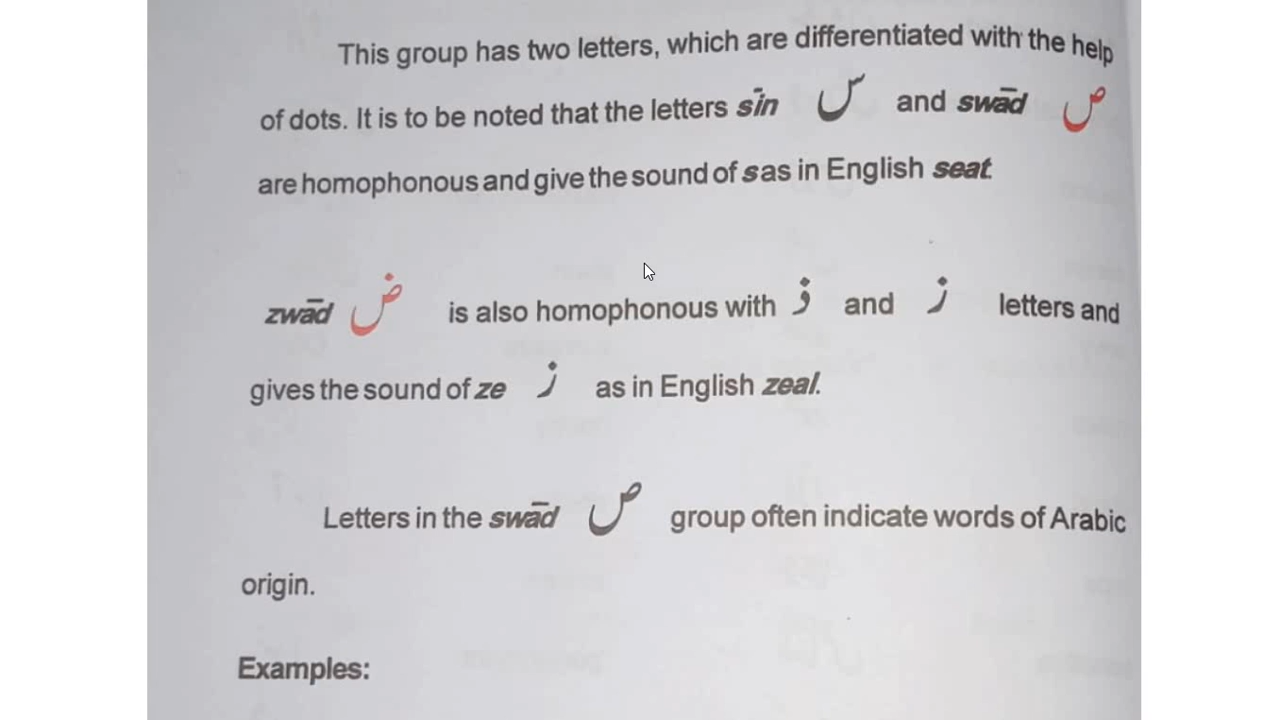 This group has two letters, which are differentiated with the help
of dots. It is to be noted that the letters sīn س and swād ص
are homophonous and give the sound of s as in English seat.
zwād ض is also homophonous with ذ and ز letters and
gives the sound of ze ز as in English zeal.
Letters in the swād ص group often indicate words of Arabic
origin.
Examples: